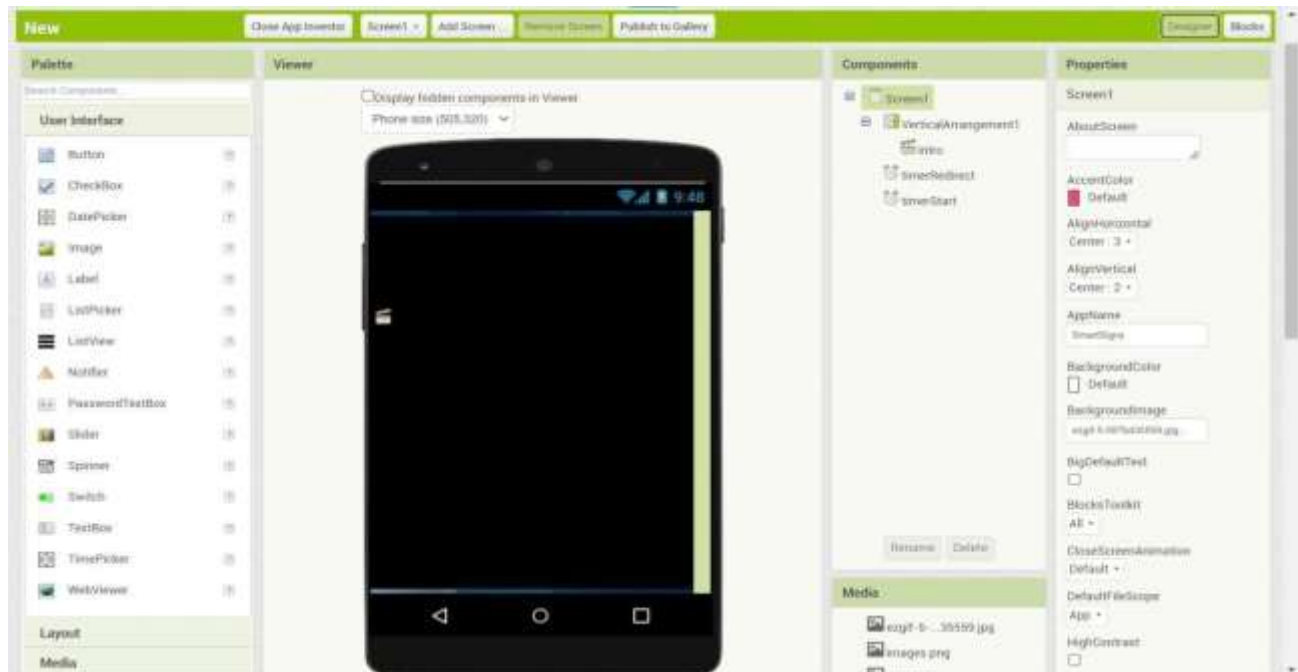 New
Close App Inventor
Screen1
Add Screen
Remove Screen
Publish to Gallery
Designer
Blocks
Palette
Search Components...
User Interface
Button
CheckBox
DatePicker
Image
Label
ListPicker
ListView
Notifier
PasswordTextBox
Slider
Spinner
Switch
TextBox
TimePicker
WebViewer
Layout
Media
Viewer
Display hidden components in Viewer
Phone size (505,320)
9:48
Components
Screen1
VerticalArrangement1
intro
timerRedirect
timerStart
Rename Delete
Media
images.png
Properties
Screen1
AboutScreen
AccentColor
Default
AlignHorizontal
Center : 3
AlignVertical
Center : 2
AppName
SmartSigns
BackgroundColor
Default
BackgroundImage
BigDefaultText
BlocksToolkit
All
CloseScreenAnimation
Default
DefaultFileScope
App
HighContrast